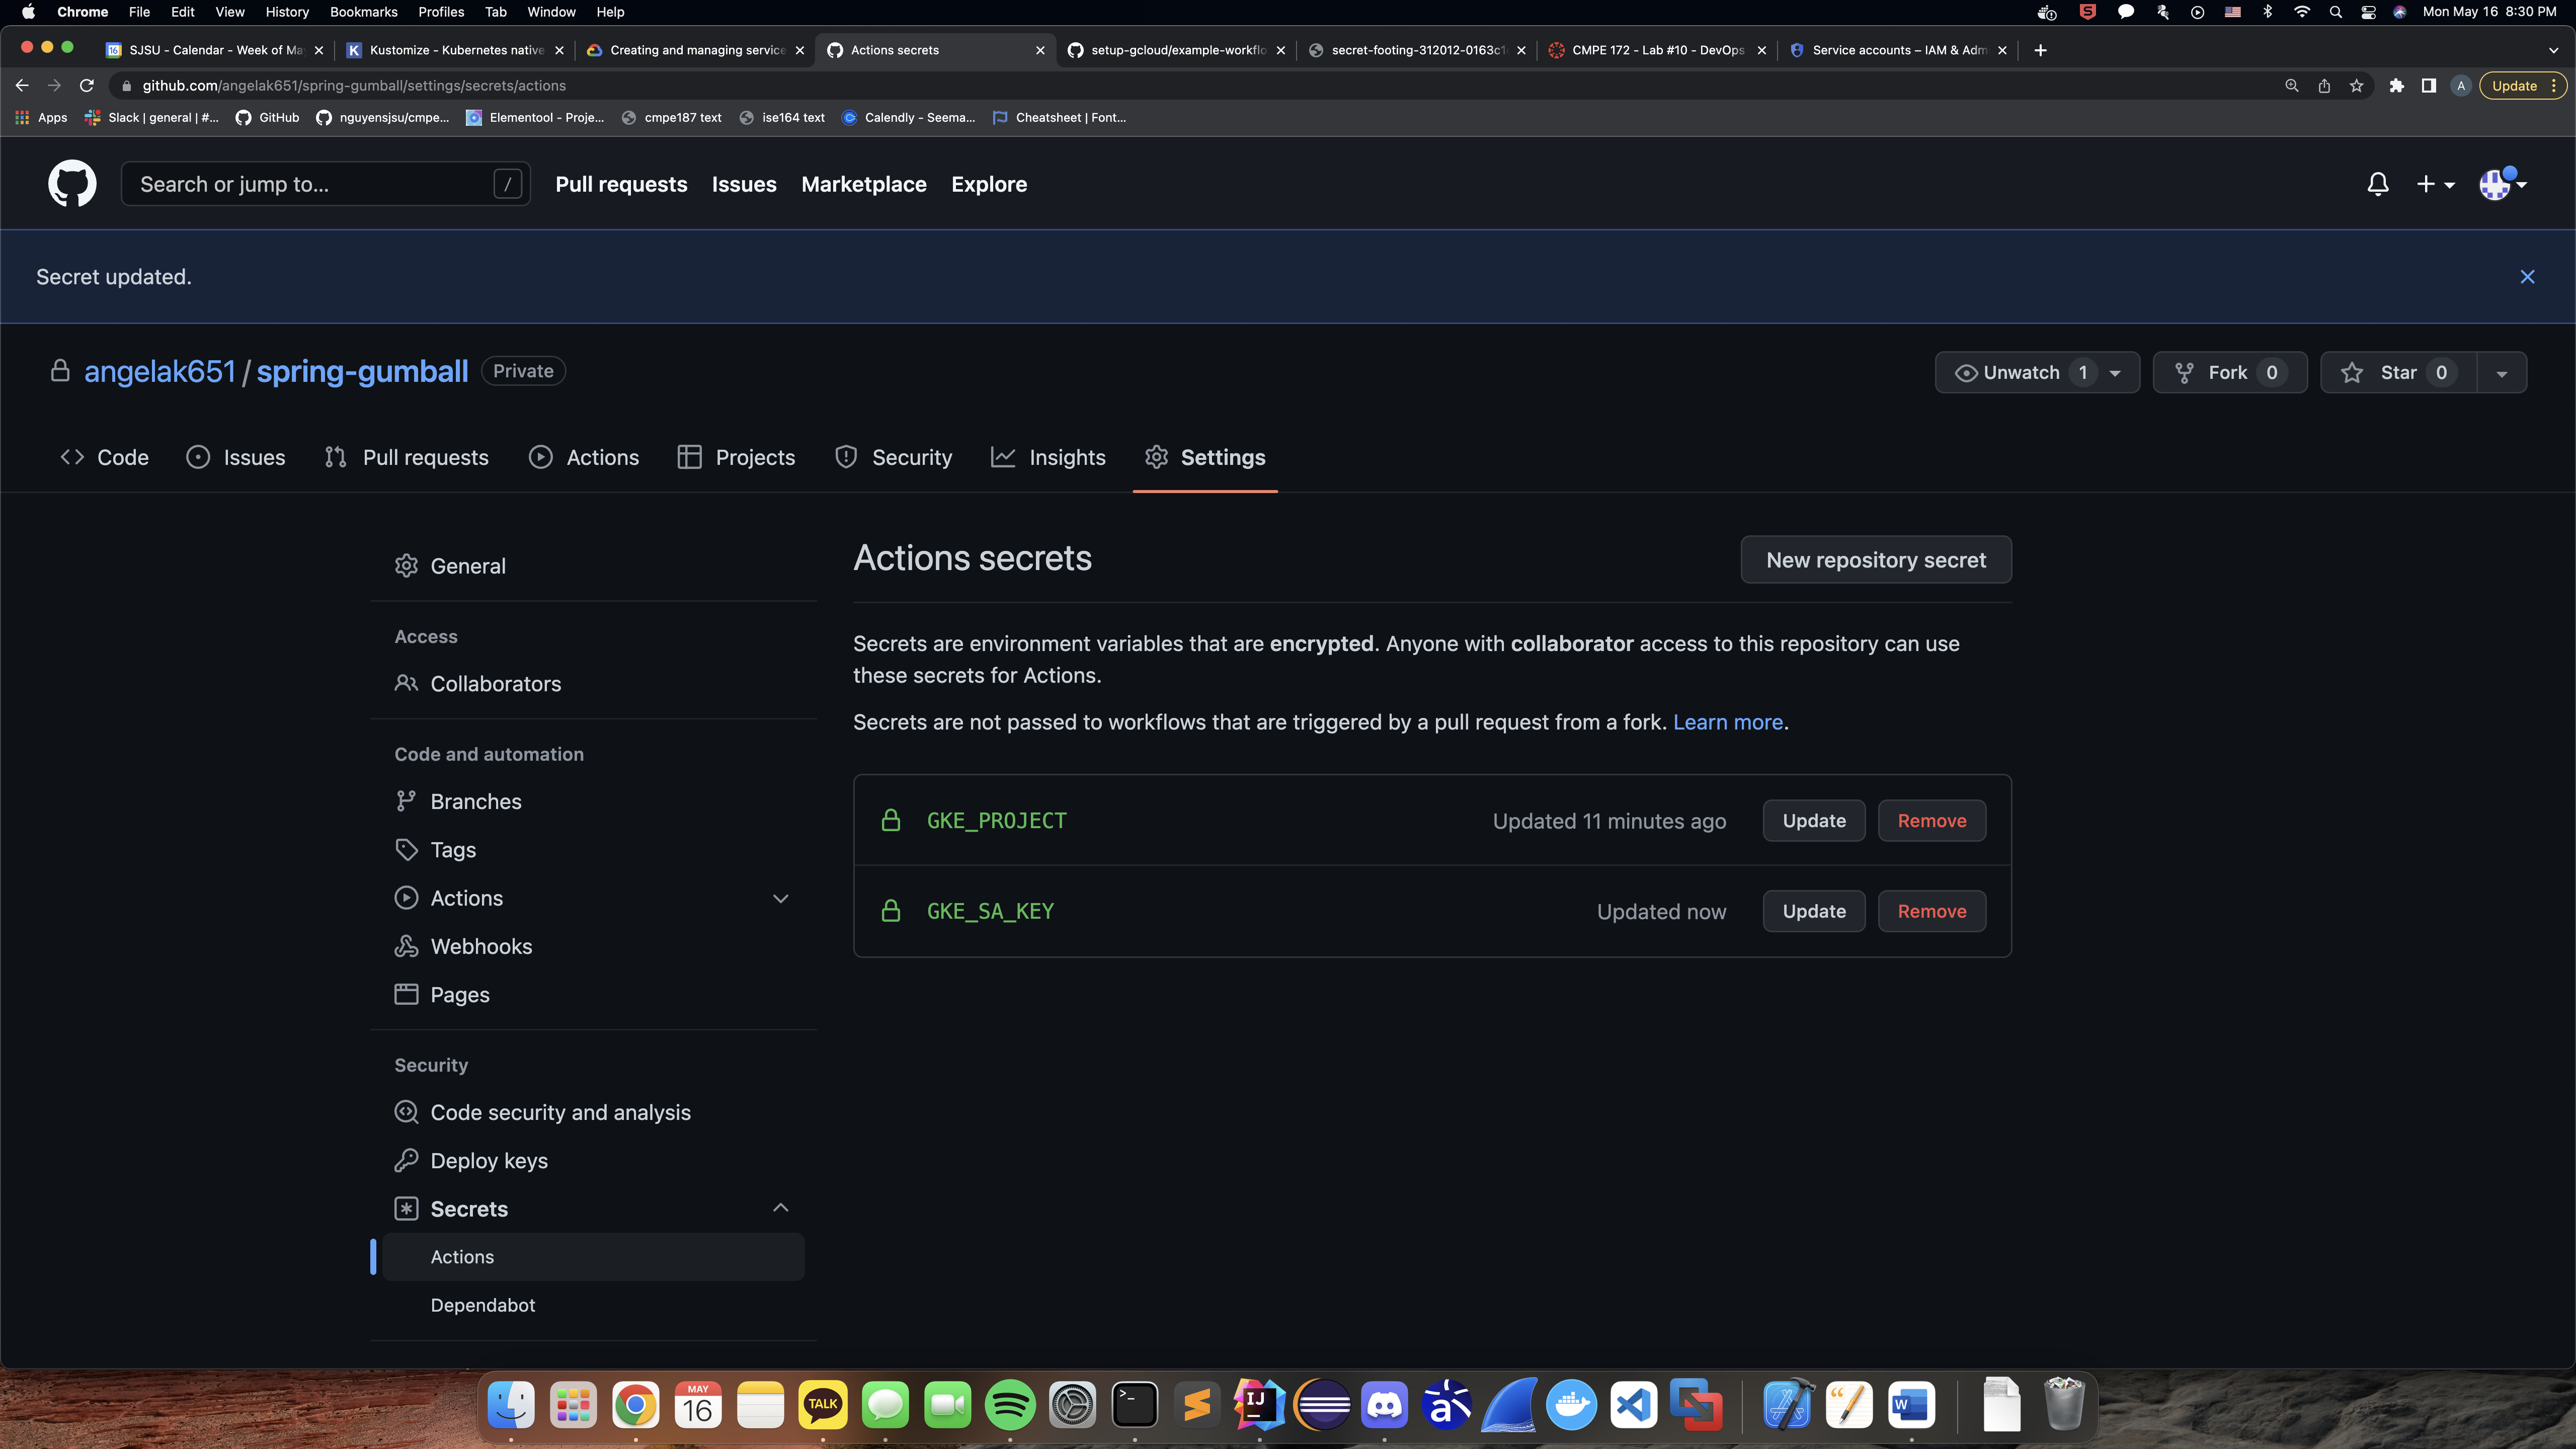 Chrome File Edit View History Bookmarks Profiles Tab Window Help Mon May 16 8:30 PM
SJSU - Calendar - Week of Ma Kustomize - Kubernetes native Creating and managing service Actions secrets setup-gcloud/example-workflo secret-footing-312012-0163c1 CMPE 172 - Lab #10 - DevOps Service accounts – IAM & Adm
github.com/angelak651/spring-gumball/settings/secrets/actions A Update
Apps Slack | general | #... GitHub nguyensjsu/cmpe... Elementool - Proje... cmpe187 text ise164 text Calendly - Seema... Cheatsheet | Font...
Search or jump to... / Pull requests Issues Marketplace Explore
Secret updated.
angelak651 / spring-gumball Private Unwatch 1 Fork 0 Star 0
Code Issues Pull requests Actions Projects Security Insights Settings
General
Access
Collaborators
Code and automation
Branches
Tags
Actions
Webhooks
Pages
Security
Code security and analysis
Deploy keys
Secrets
Actions
Dependabot
Actions secrets New repository secret
Secrets are environment variables that are encrypted. Anyone with collaborator access to this repository can use
these secrets for Actions.
Secrets are not passed to workflows that are triggered by a pull request from a fork. Learn more.
GKE_PROJECT Updated 11 minutes ago Update Remove
GKE_SA_KEY Updated now Update Remove
MAY
16
TALK
IJ
W